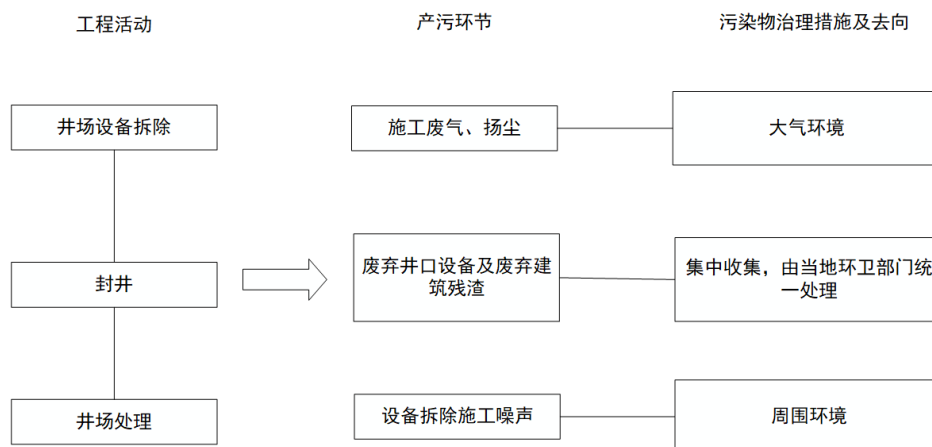 工程活动
产污环节
污染物治理措施及去向
井场设备拆除
施工废气、扬尘
大气环境
封井
废弃井口设备及废弃建
筑残渣
集中收集，由当地环卫部门统
一处理
井场处理
设备拆除施工噪声
周围环境